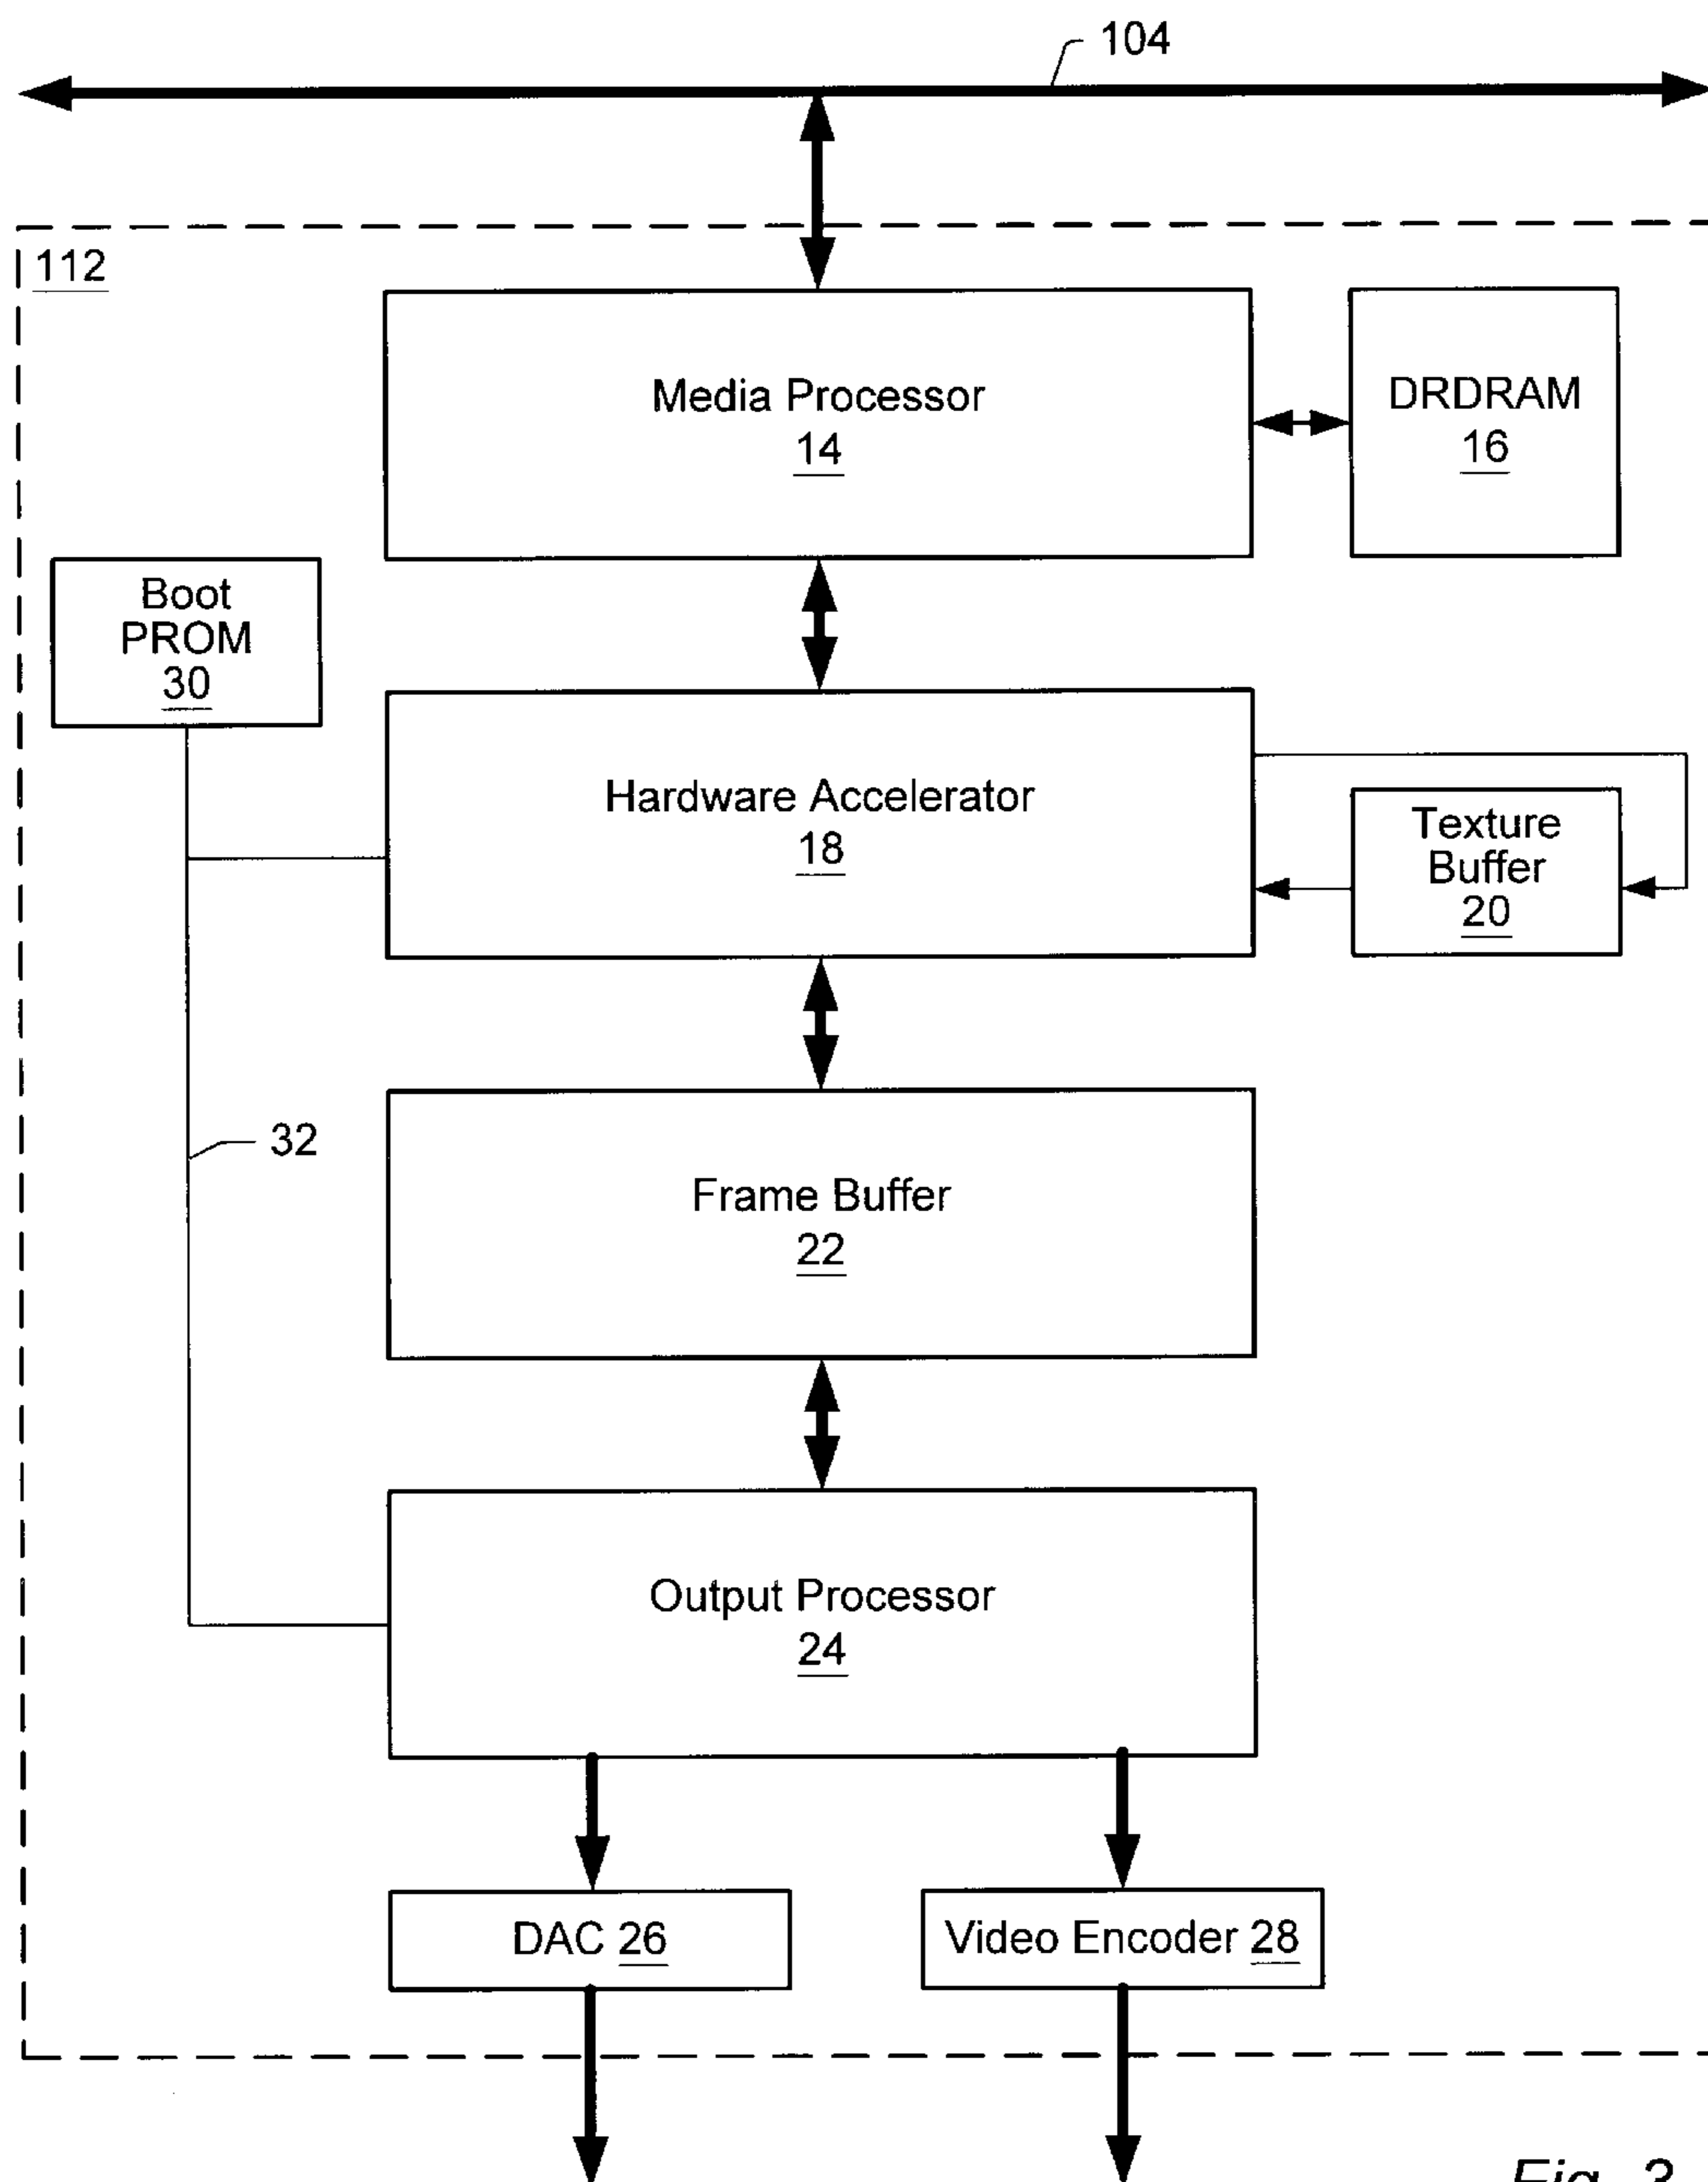 104
112
Media Processor
14
DRDRAM
16
Boot
PROM
30
Hardware Accelerator
18
Texture
Buffer
20
32
Frame Buffer
22
Output Processor
24
DAC 26
Video Encoder 28